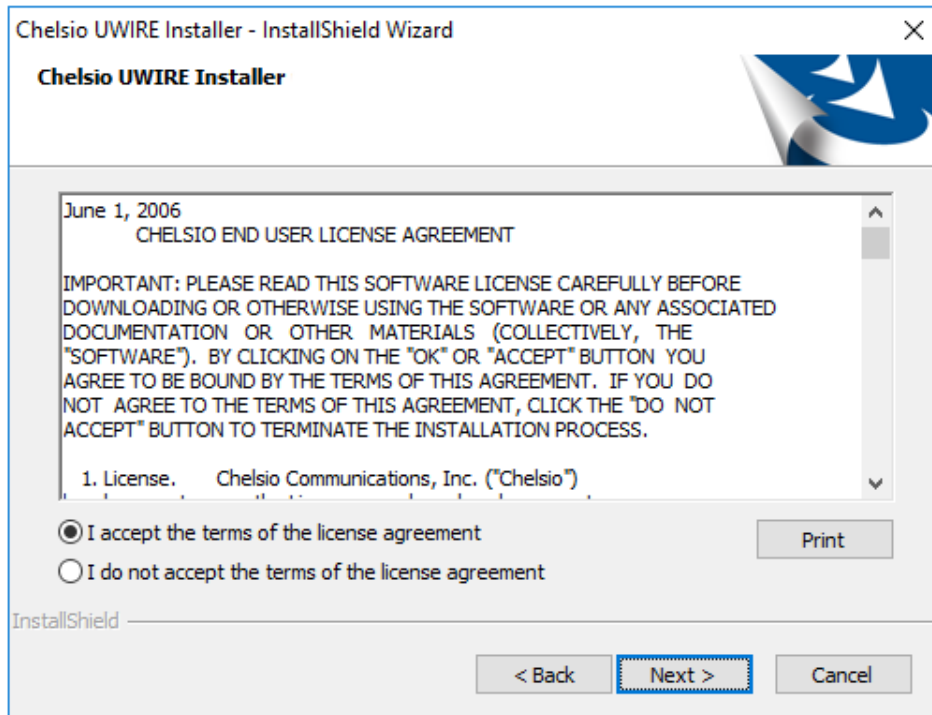 Chelsio UWIRE Installer - InstallShield Wizard
Chelsio UWIRE Installer
June 1, 2006
CHELSIO END USER LICENSE AGREEMENT
IMPORTANT: PLEASE READ THIS SOFTWARE LICENSE CAREFULLY BEFORE
DOWNLOADING OR OTHERWISE USING THE SOFTWARE OR ANY ASSOCIATED
DOCUMENTATION OR OTHER MATERIALS (COLLECTIVELY, THE
"SOFTWARE"). BY CLICKING ON THE "OK" OR "ACCEPT" BUTTON YOU
AGREE TO BE BOUND BY THE TERMS OF THIS AGREEMENT. IF YOU DO
NOT AGREE TO THE TERMS OF THIS AGREEMENT, CLICK THE "DO NOT
ACCEPT" BUTTON TO TERMINATE THE INSTALLATION PROCESS.
1. License. Chelsio Communications, Inc. ("Chelsio")
I accept the terms of the license agreement
Print
I do not accept the terms of the license agreement
InstallShield
< Back
Next >
Cancel